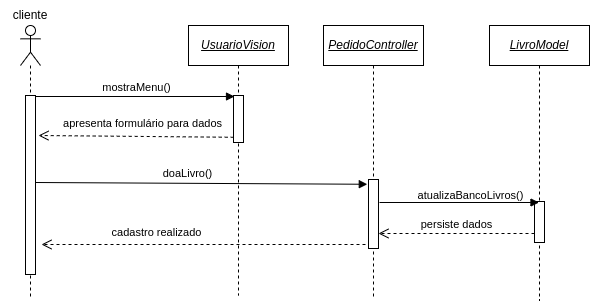 cliente
UsuarioVision
PedidoController
LivroModel
mostraMenu()
apresenta formulário para dados
doaLivro()
atualizaBancoLivros()
persiste dados
cadastro realizado